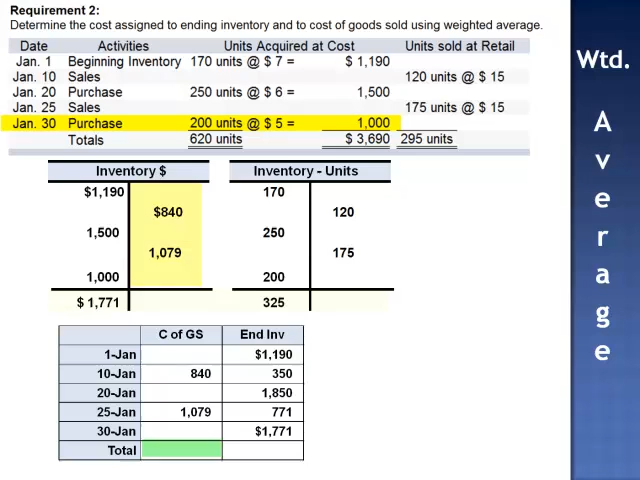 Requirement 2:
Determine the cost assigned to ending inventory and to cost of goods sold using weighted average.
Date Activities Units Acquired at Cost Units sold at Retail
Jan. 1 Beginning Inventory 170 units @ $ 7 = $ 1,190
Jan. 10 Sales 120 units @ $ 15
Jan. 20 Purchase 250 units @ $ 6 = 1,500
Jan. 25 Sales 175 units @ $ 15
Jan. 30 Purchase 200 units @ $ 5 = 1,000
Totals 620 units $ 3,690 295 units
Inventory $ Inventory - Units
$1,190 170
$840 120
1,500 250
1,079 175
1,000 200
$ 1,771 325
C of GS End Inv
1-Jan $1,190
10-Jan 840 350
20-Jan 1,850
25-Jan 1,079 771
30-Jan $1,771
Total
Wtd.
A
v
e
r
a
g
e